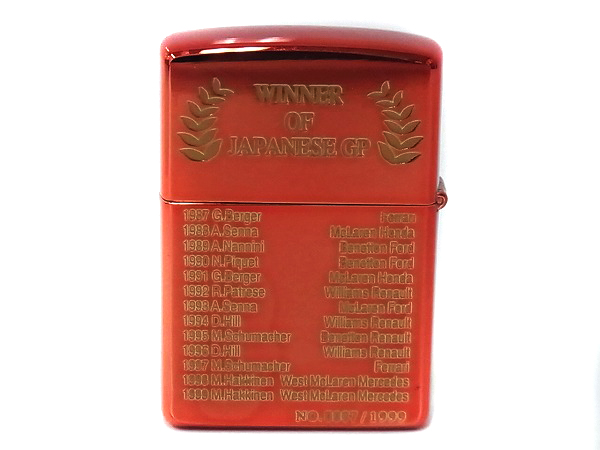 WINNER
OF
JAPANESE GP
1987 G.Berger Ferrari
1988 A.Senna McLaren Honda
1989 A.Nannini Benetton Ford
1990 N.Piquet Benetton Ford
1991 G.Berger McLaren Honda
1992 R.Patrese Williams Renault
1993 A.Senna McLaren Ford
1994 D.Hill Williams Renault
1995 M.Schumacher Benetton Renault
1996 D.Hill Williams Renault
1997 M.Schumacher Ferrari
1998 M.Hakkinen West McLaren Mercedes
1999 M.Hakkinen West McLaren Mercedes
/1999